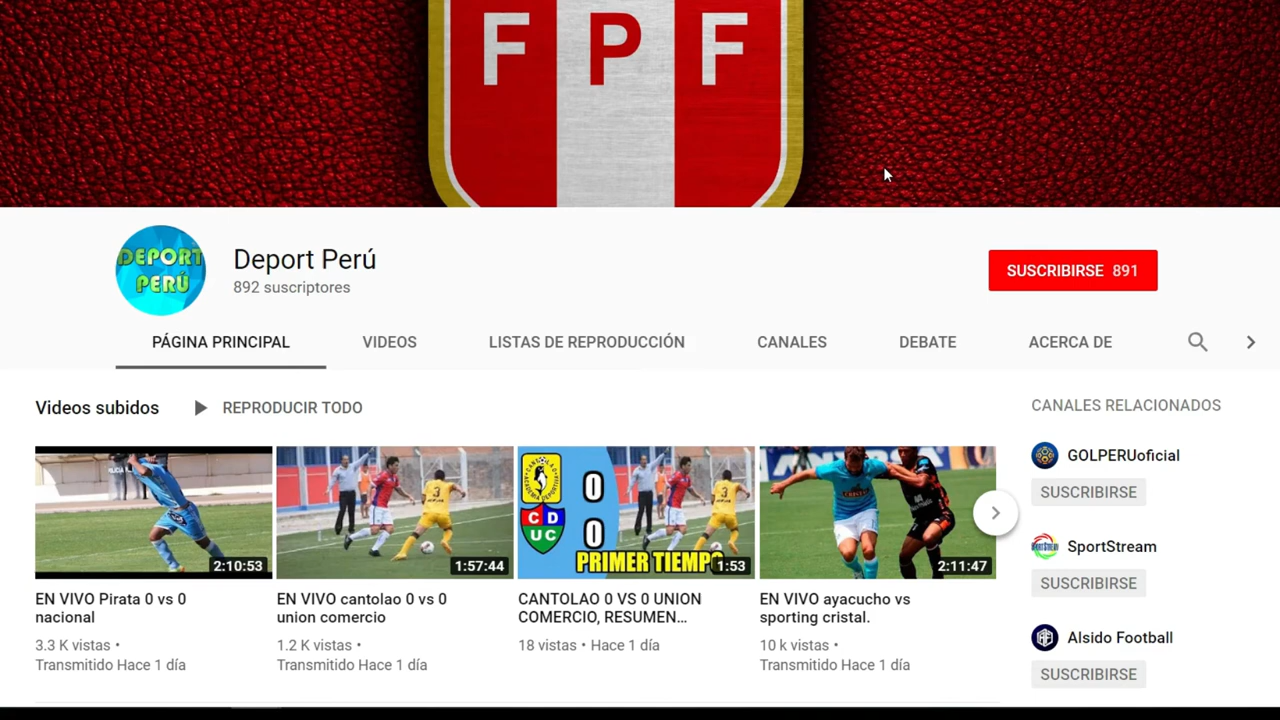 FPF
DEPORT
PERÚ
Deport Perú
892 suscriptores
SUSCRIBIRSE 891
PÁGINA PRINCIPAL
VIDEOS
LISTAS DE REPRODUCCIÓN
CANALES
DEBATE
ACERCA DE
Videos subidos
REPRODUCIR TODO
CANALES RELACIONADOS
2:10:53
EN VIVO Pirata 0 vs 0
nacional
3.3 K vistas •
Transmitido Hace 1 día
3
1:57:44
EN VIVO cantolao 0 vs 0
union comercio
1.2 K vistas •
Transmitido Hace 1 día
0
CD
UC
0
3
PRIMER TIEMPO
1:53
CANTOLAO 0 VS 0 UNION
COMERCIO, RESUMEN...
18 vistas • Hace 1 día
2:11:47
EN VIVO ayacucho vs
sporting cristal.
10 k vistas •
Transmitido Hace 1 día
GOLPERUoficial
SUSCRIBIRSE
SportStream
SUSCRIBIRSE
Alsido Football
SUSCRIBIRSE